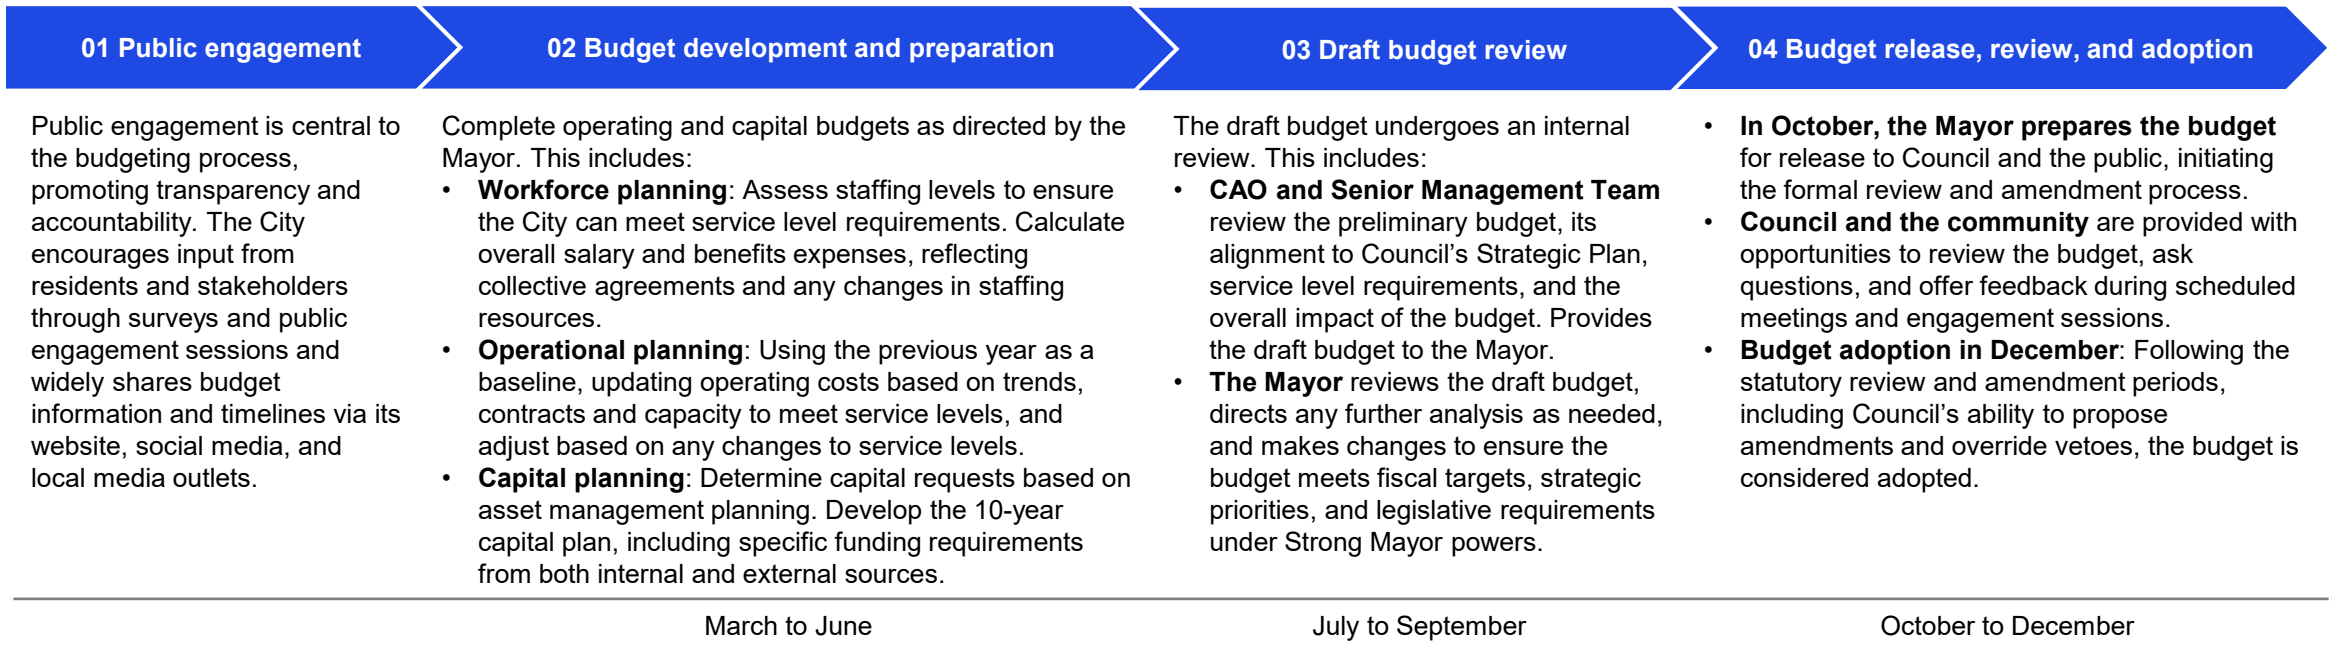 01 Public engagement
02 Budget development and preparation
03 Draft budget review
04 Budget release, review, and adoption
Public engagement is central to
the budgeting process,
promoting transparency and
accountability. The City
encourages input from
residents and stakeholders
through surveys and public
engagement sessions and
widely shares budget
information and timelines via its
website, social media, and
local media outlets.
Complete operating and capital budgets as directed by the
Mayor. This includes:
• Workforce planning: Assess staffing levels to ensure
the City can meet service level requirements. Calculate
overall salary and benefits expenses, reflecting
collective agreements and any changes in staffing
resources.
• Operational planning: Using the previous year as a
baseline, updating operating costs based on trends,
contracts and capacity to meet service levels, and
adjust based on any changes to service levels.
• Capital planning: Determine capital requests based on
asset management planning. Develop the 10-year
capital plan, including specific funding requirements
from both internal and external sources.
The draft budget undergoes an internal
review. This includes:
• CAO and Senior Management Team
review the preliminary budget, its
alignment to Council’s Strategic Plan,
service level requirements, and the
overall impact of the budget. Provides
the draft budget to the Mayor.
• The Mayor reviews the draft budget,
directs any further analysis as needed,
and makes changes to ensure the
budget meets fiscal targets, strategic
priorities, and legislative requirements
under Strong Mayor powers.
• In October, the Mayor prepares the budget
for release to Council and the public, initiating
the formal review and amendment process.
• Council and the community are provided with
opportunities to review the budget, ask
questions, and offer feedback during scheduled
meetings and engagement sessions.
• Budget adoption in December: Following the
statutory review and amendment periods,
including Council’s ability to propose
amendments and override vetoes, the budget is
considered adopted.
March to June
July to September
October to December